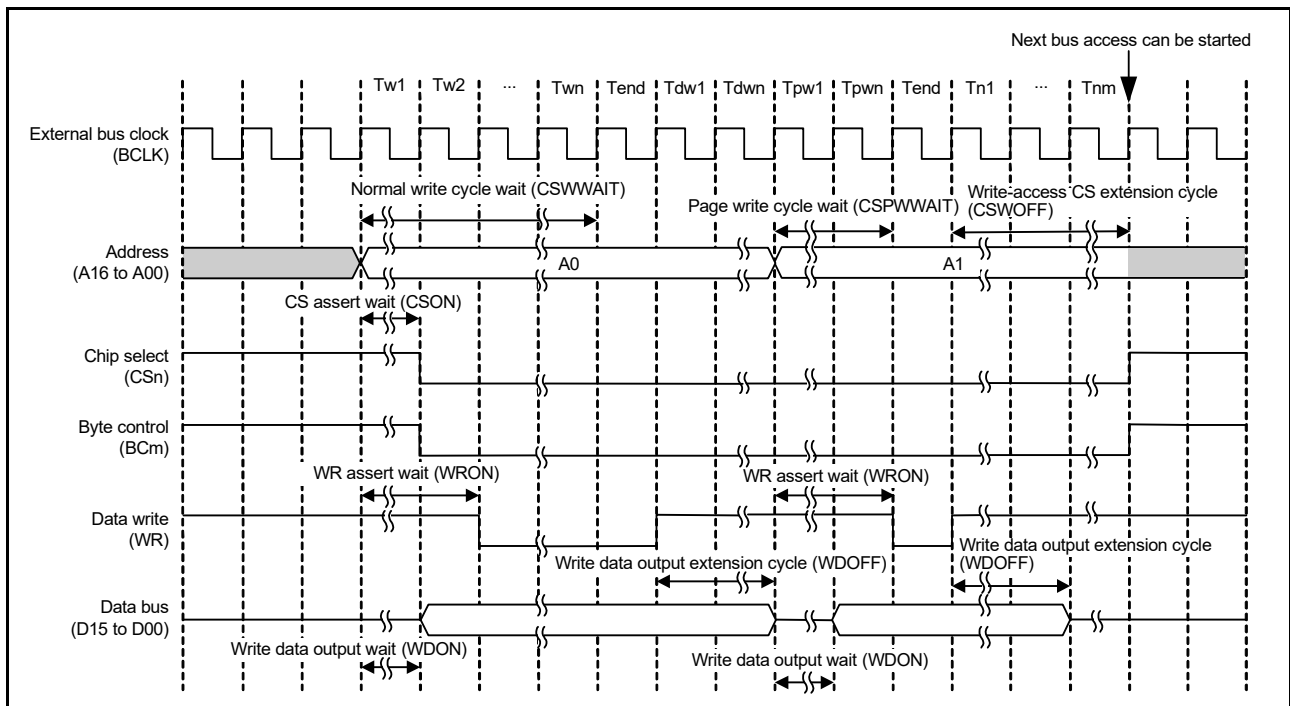 Next bus access can be started
Tw1 Tw2 ... Twn Tend Tdw1 Tdwn Tpw1 Tpwn Tend Tn1 ... Tnm
External bus clock
(BCLK)
Normal write cycle wait (CSWWAIT)
Page write cycle wait (CSPWWAIT)
Write-access CS extension cycle
(CSWOFF)
Address
(A16 to A00)
A0
A1
CS assert wait (CSON)
Chip select
(CSn)
Byte control
(BCm)
WR assert wait (WRON)
WR assert wait (WRON)
Data write
(WR)
Write data output extension cycle (WDOFF)
Write data output extension cycle
(WDOFF)
Data bus
(D15 to D00)
Write data output wait (WDON)
Write data output wait (WDON)